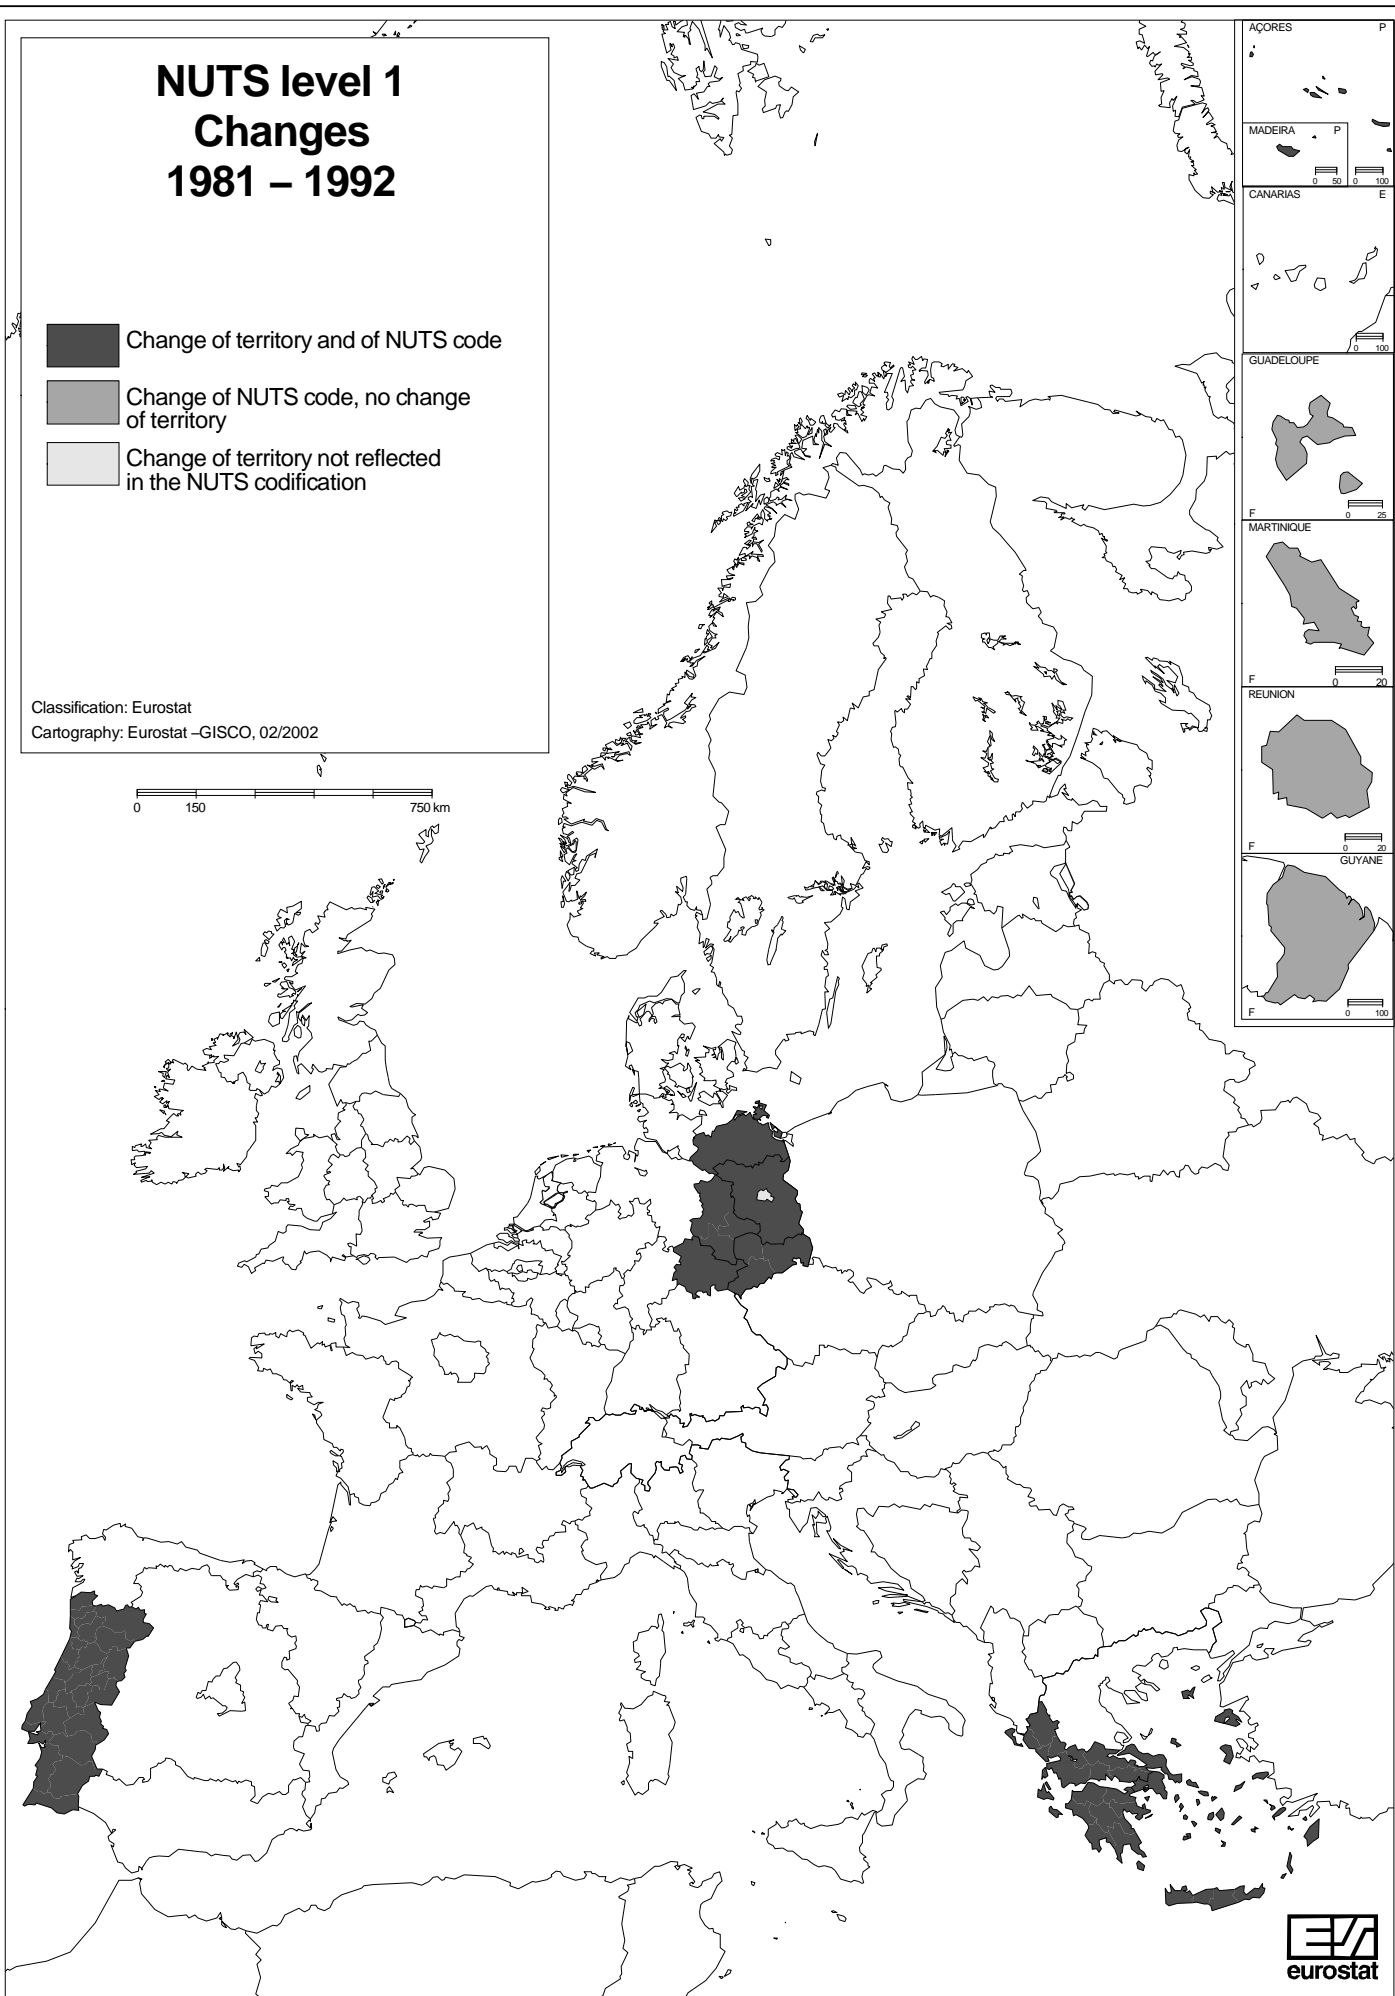 NUTS level 1
Changes
1981 – 1992
Change of territory and of NUTS code
Change of NUTS code, no change
of territory
Change of territory not reflected
in the NUTS codification
Classification: Eurostat
Cartography: Eurostat –GISCO, 02/2002
0 150 750 km
AÇORES P
MADEIRA P
0 50
0 100
CANARIAS E
0 100
GUADELOUPE
F
0 25
MARTINIQUE
F
0 20
REUNION
F
0 20
GUYANE
F
0 100
eurostat